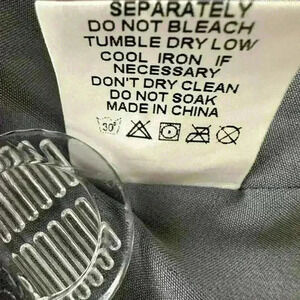 SEPARATELY
DO NOT BLEACH
TUMBLE DRY LOW
COOL IRON IF
NECESSARY
DON'T DRY CLEAN
DO NOT SOAK
MADE IN CHINA
30°